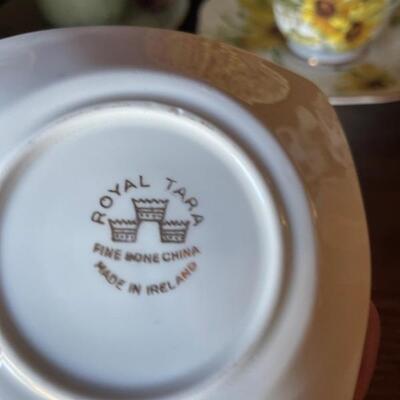 ROYAL TARA
FINE BONE CHINA
MADE IN IRELAND